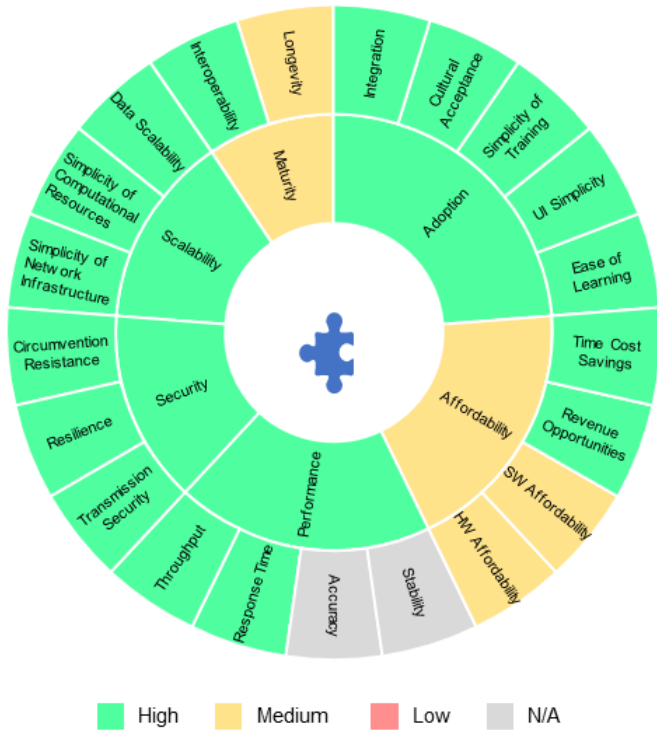 Integration
Cultural
Acceptance
Simplicity of
Training
UI Simplicity
Ease of
Learning
Time Cost
Savings
Revenue
Opportunities
SW Affordability
HW Affordability
Stability
Accuracy
Response Time
Throughput
Transmission
Security
Resilience
Circumvention
Resistance
Simplicity of
Network
Infrastructure
Simplicity of
Computational
Resources
Data Scalability
Interoperability
Longevity
Adoption
Affordability
Performance
Security
Scalability
Maturity
High
Medium
Low
N/A